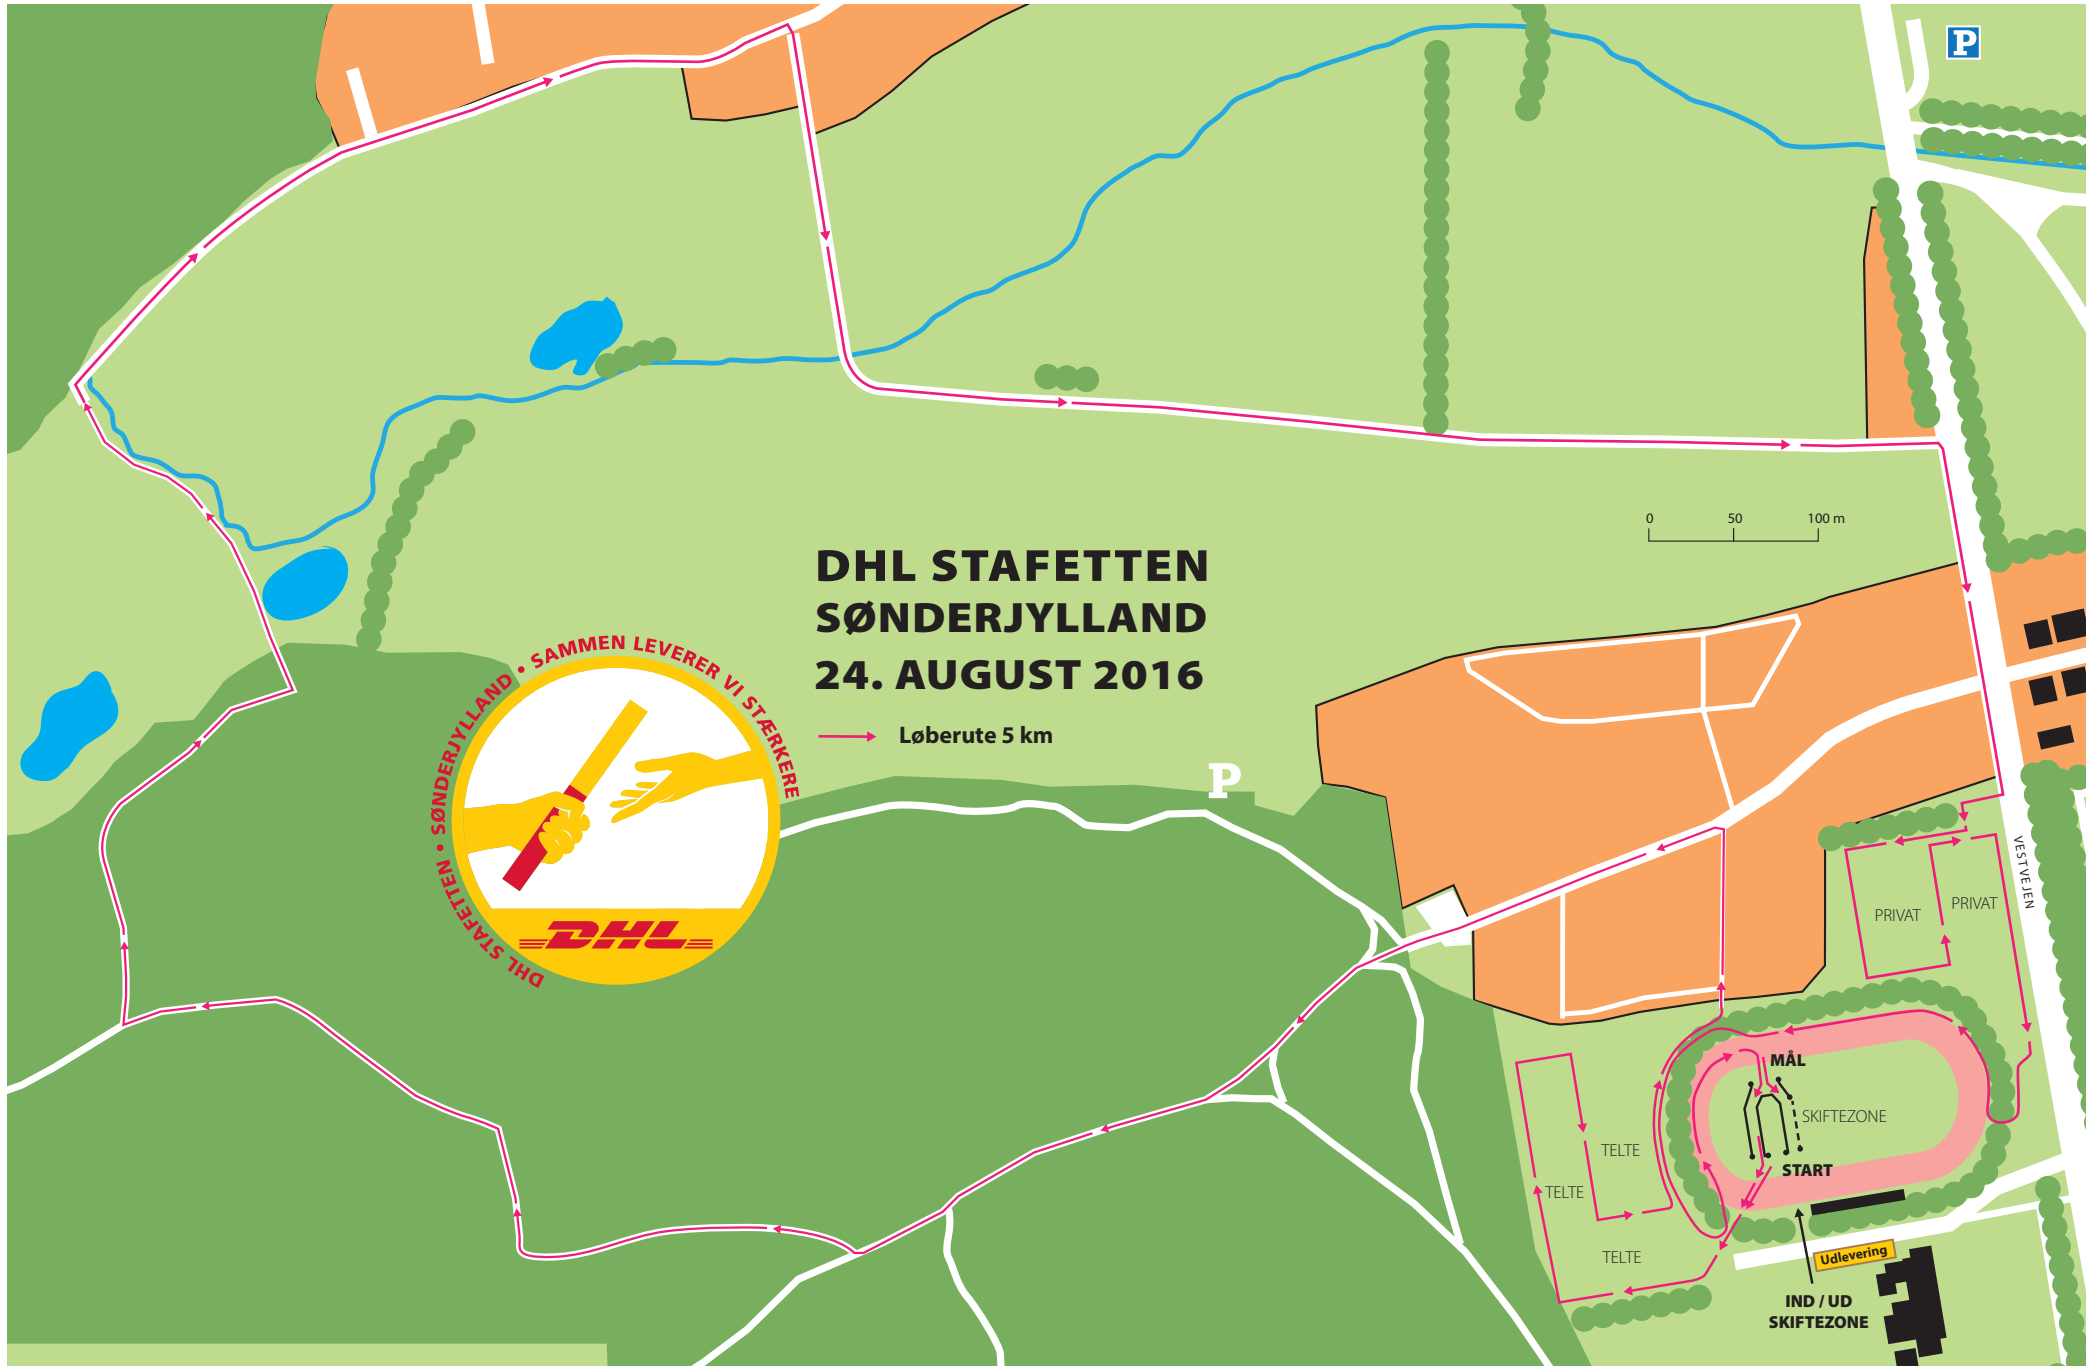 P
0 50 100 m
DHL STAFETTEN
SØNDERJYLLAND
24. AUGUST 2016
Løberute 5 km
DHL STAFETTEN • SØNDERJYLLAND • SAMMEN LEVERER VI STÆRKERE
DHL
P
VESTVEJEN
PRIVAT
PRIVAT
MÅL
SKIFTEZONE
START
TELTE
TELTE
TELTE
Udlevering
IND / UD
SKIFTEZONE